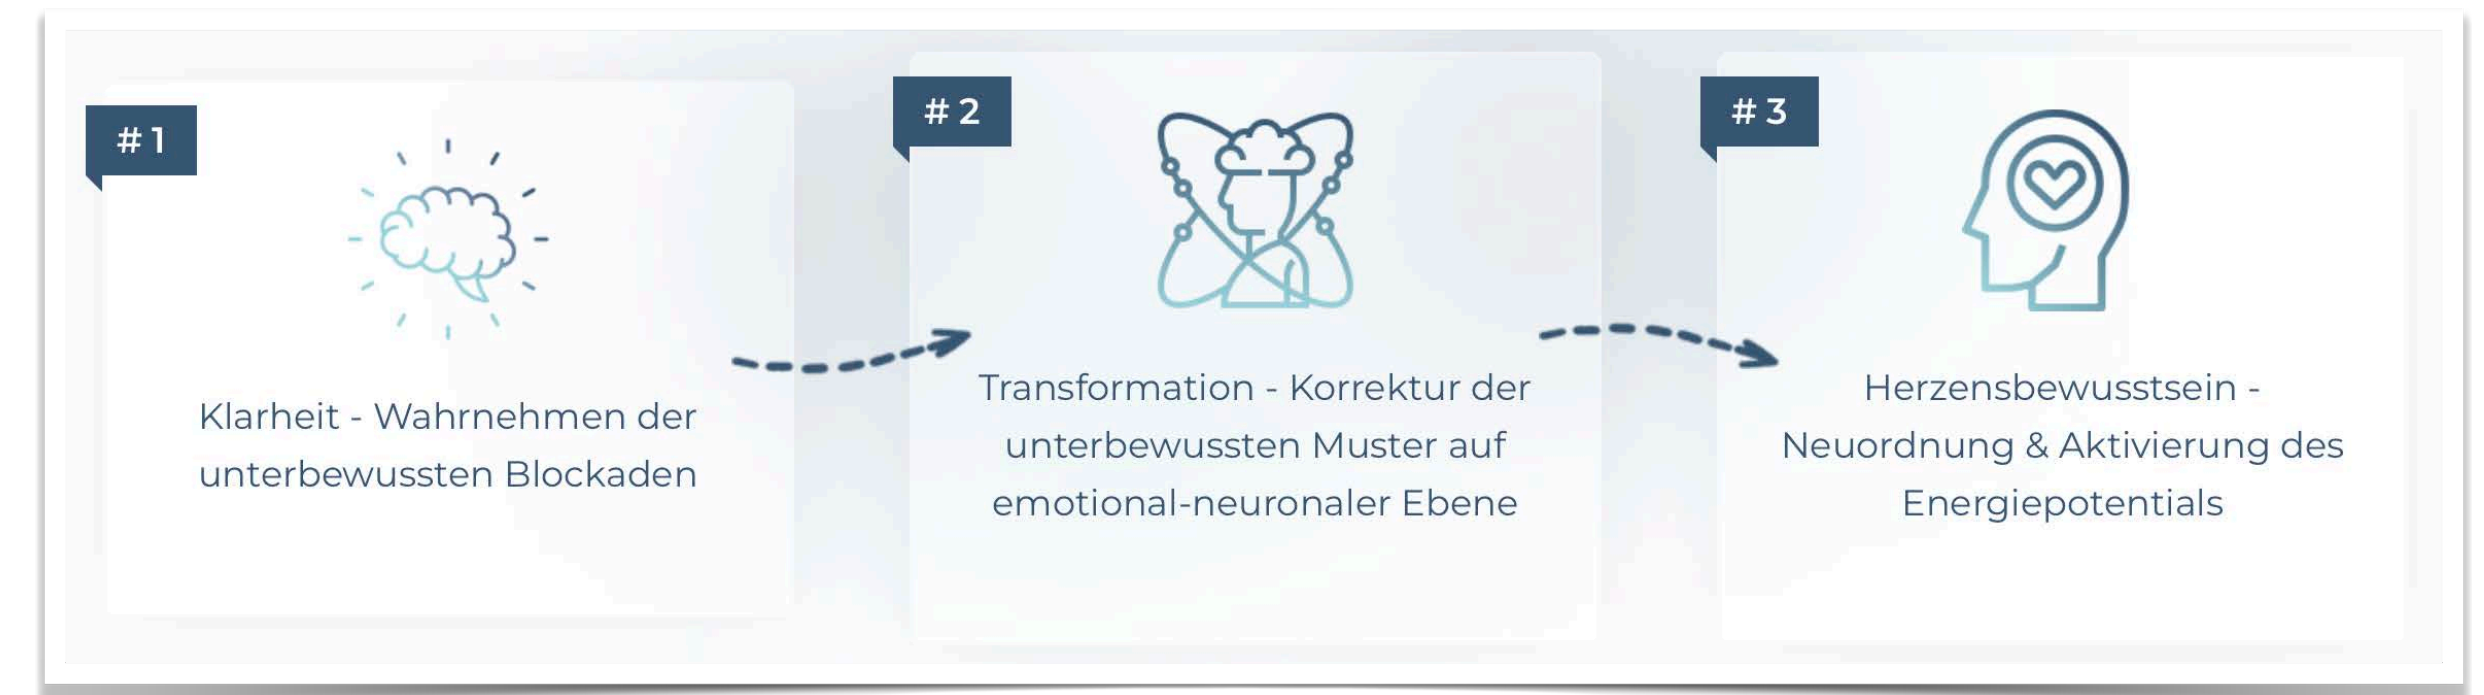 # 1
Klarheit - Wahrnehmen der
unterbewussten Blockaden
# 2
Transformation - Korrektur der
unterbewussten Muster auf
emotional-neuronaler Ebene
# 3
Herzensbewusstsein -
Neuordnung & Aktivierung des
Energiepotentials